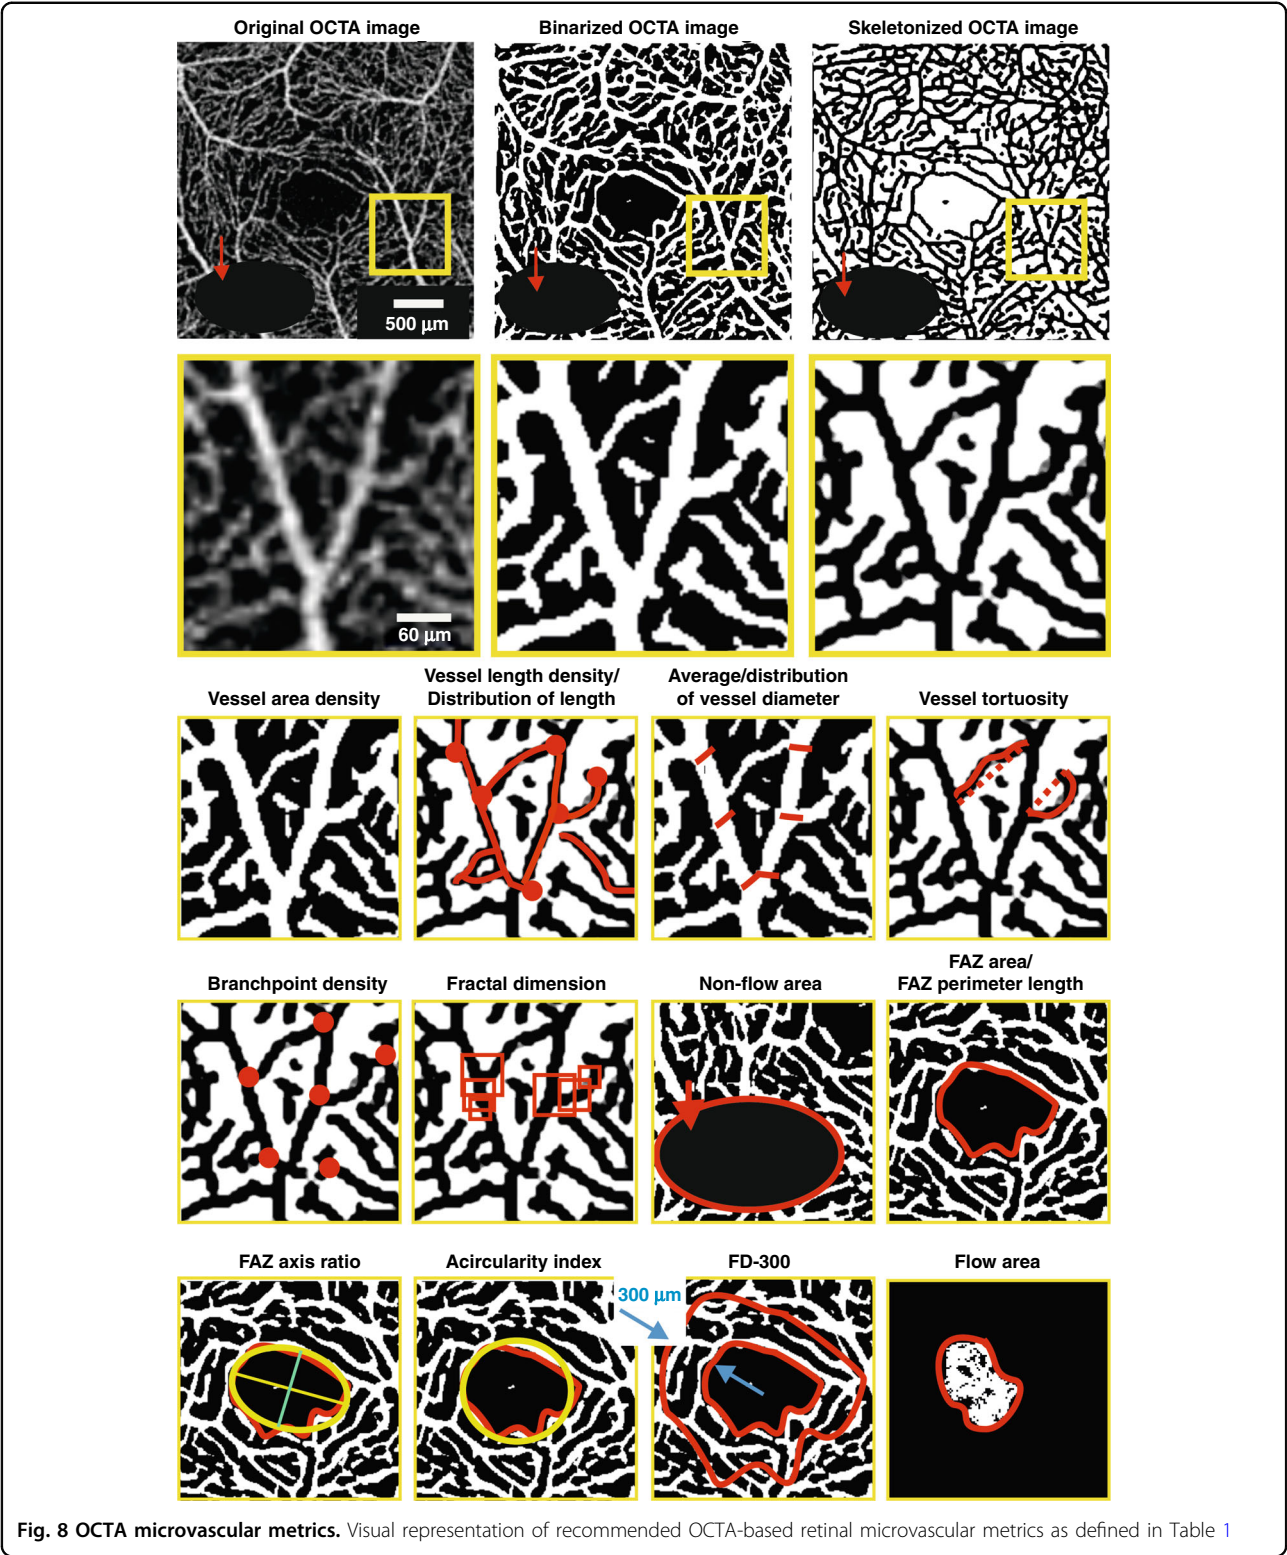 Original OCTA image
Binarized OCTA image
Skeletonized OCTA image
500 µm
60 µm
Vessel area density
Vessel length density/
Distribution of length
Average/distribution
of vessel diameter
Vessel tortuosity
Branchpoint density
Fractal dimension
Non-flow area
FAZ area/
FAZ perimeter length
FAZ axis ratio
Acircularity index
FD-300
Flow area
300 µm
Fig. 8 OCTA microvascular metrics. Visual representation of recommended OCTA-based retinal microvascular metrics as defined in Table 1